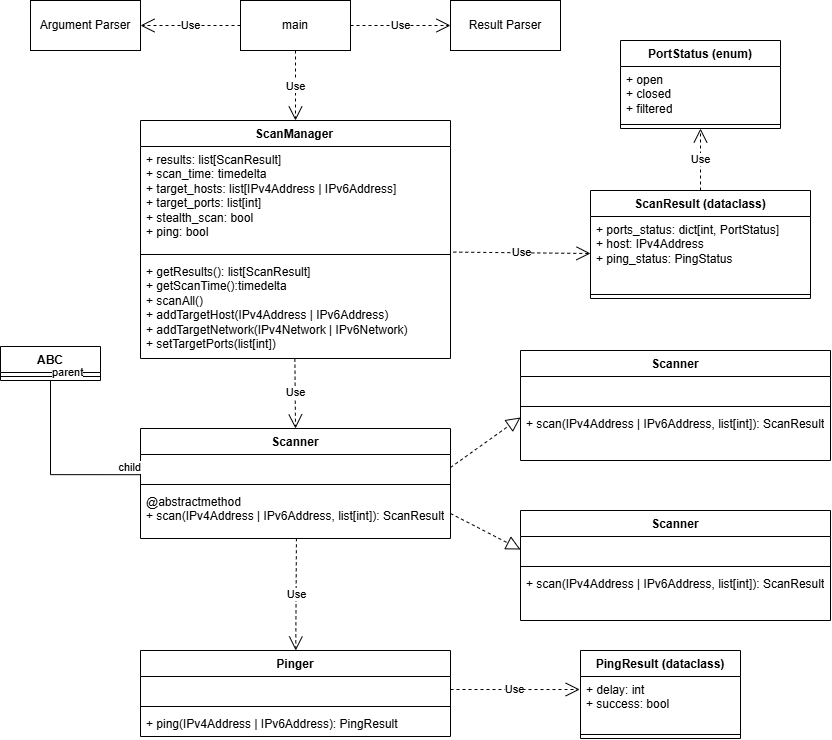 Argument Parser
Use
main
Use
Result Parser
Use
PortStatus (enum)
+ open
+ closed
+ filtered
Use
ScanManager
+ results: list[ScanResult]
+ scan_time: timedelta
+ target_hosts: list[IPv4Address | IPv6Address]
+ target_ports: list[int]
+ stealth_scan: bool
+ ping: bool
+ getResults(): list[ScanResult]
+ getScanTime():timedelta
+ scanAll()
+ addTargetHost(IPv4Address | IPv6Address)
+ addTargetNetwork(IPv4Network | IPv6Network)
+ setTargetPorts(list[int])
Use
ScanResult (dataclass)
+ ports_status: dict[int, PortStatus]
+ host: IPv4Address
+ ping_status: PingStatus
ABC
parent
Use
child
Scanner
@abstractmethod
+ scan(IPv4Address | IPv6Address, list[int]): ScanResult
Scanner
+ scan(IPv4Address | IPv6Address, list[int]): ScanResult
Scanner
+ scan(IPv4Address | IPv6Address, list[int]): ScanResult
Use
Pinger
+ ping(IPv4Address | IPv6Address): PingResult
Use
PingResult (dataclass)
+ delay: int
+ success: bool